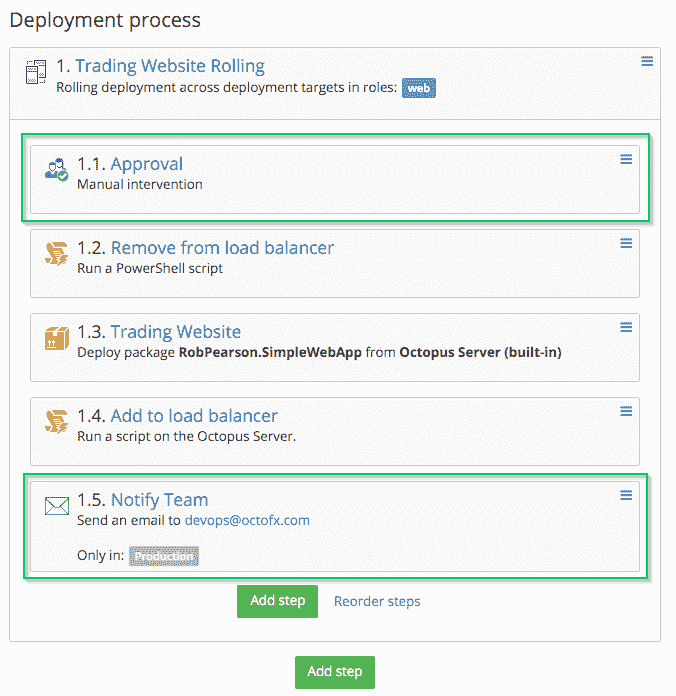 Deployment process
1. Trading Website Rolling
Rolling deployment across deployment targets in roles: web
1.1. Approval
Manual intervention
1.2. Remove from load balancer
Run a PowerShell script
1.3. Trading Website
Deploy package RobPearson.SimpleWebApp from Octopus Server (built-in)
1.4. Add to load balancer
Run a script on the Octopus Server.
1.5. Notify Team
Send an email to devops@octofx.com
Only in: Production
Add step Reorder steps
Add step